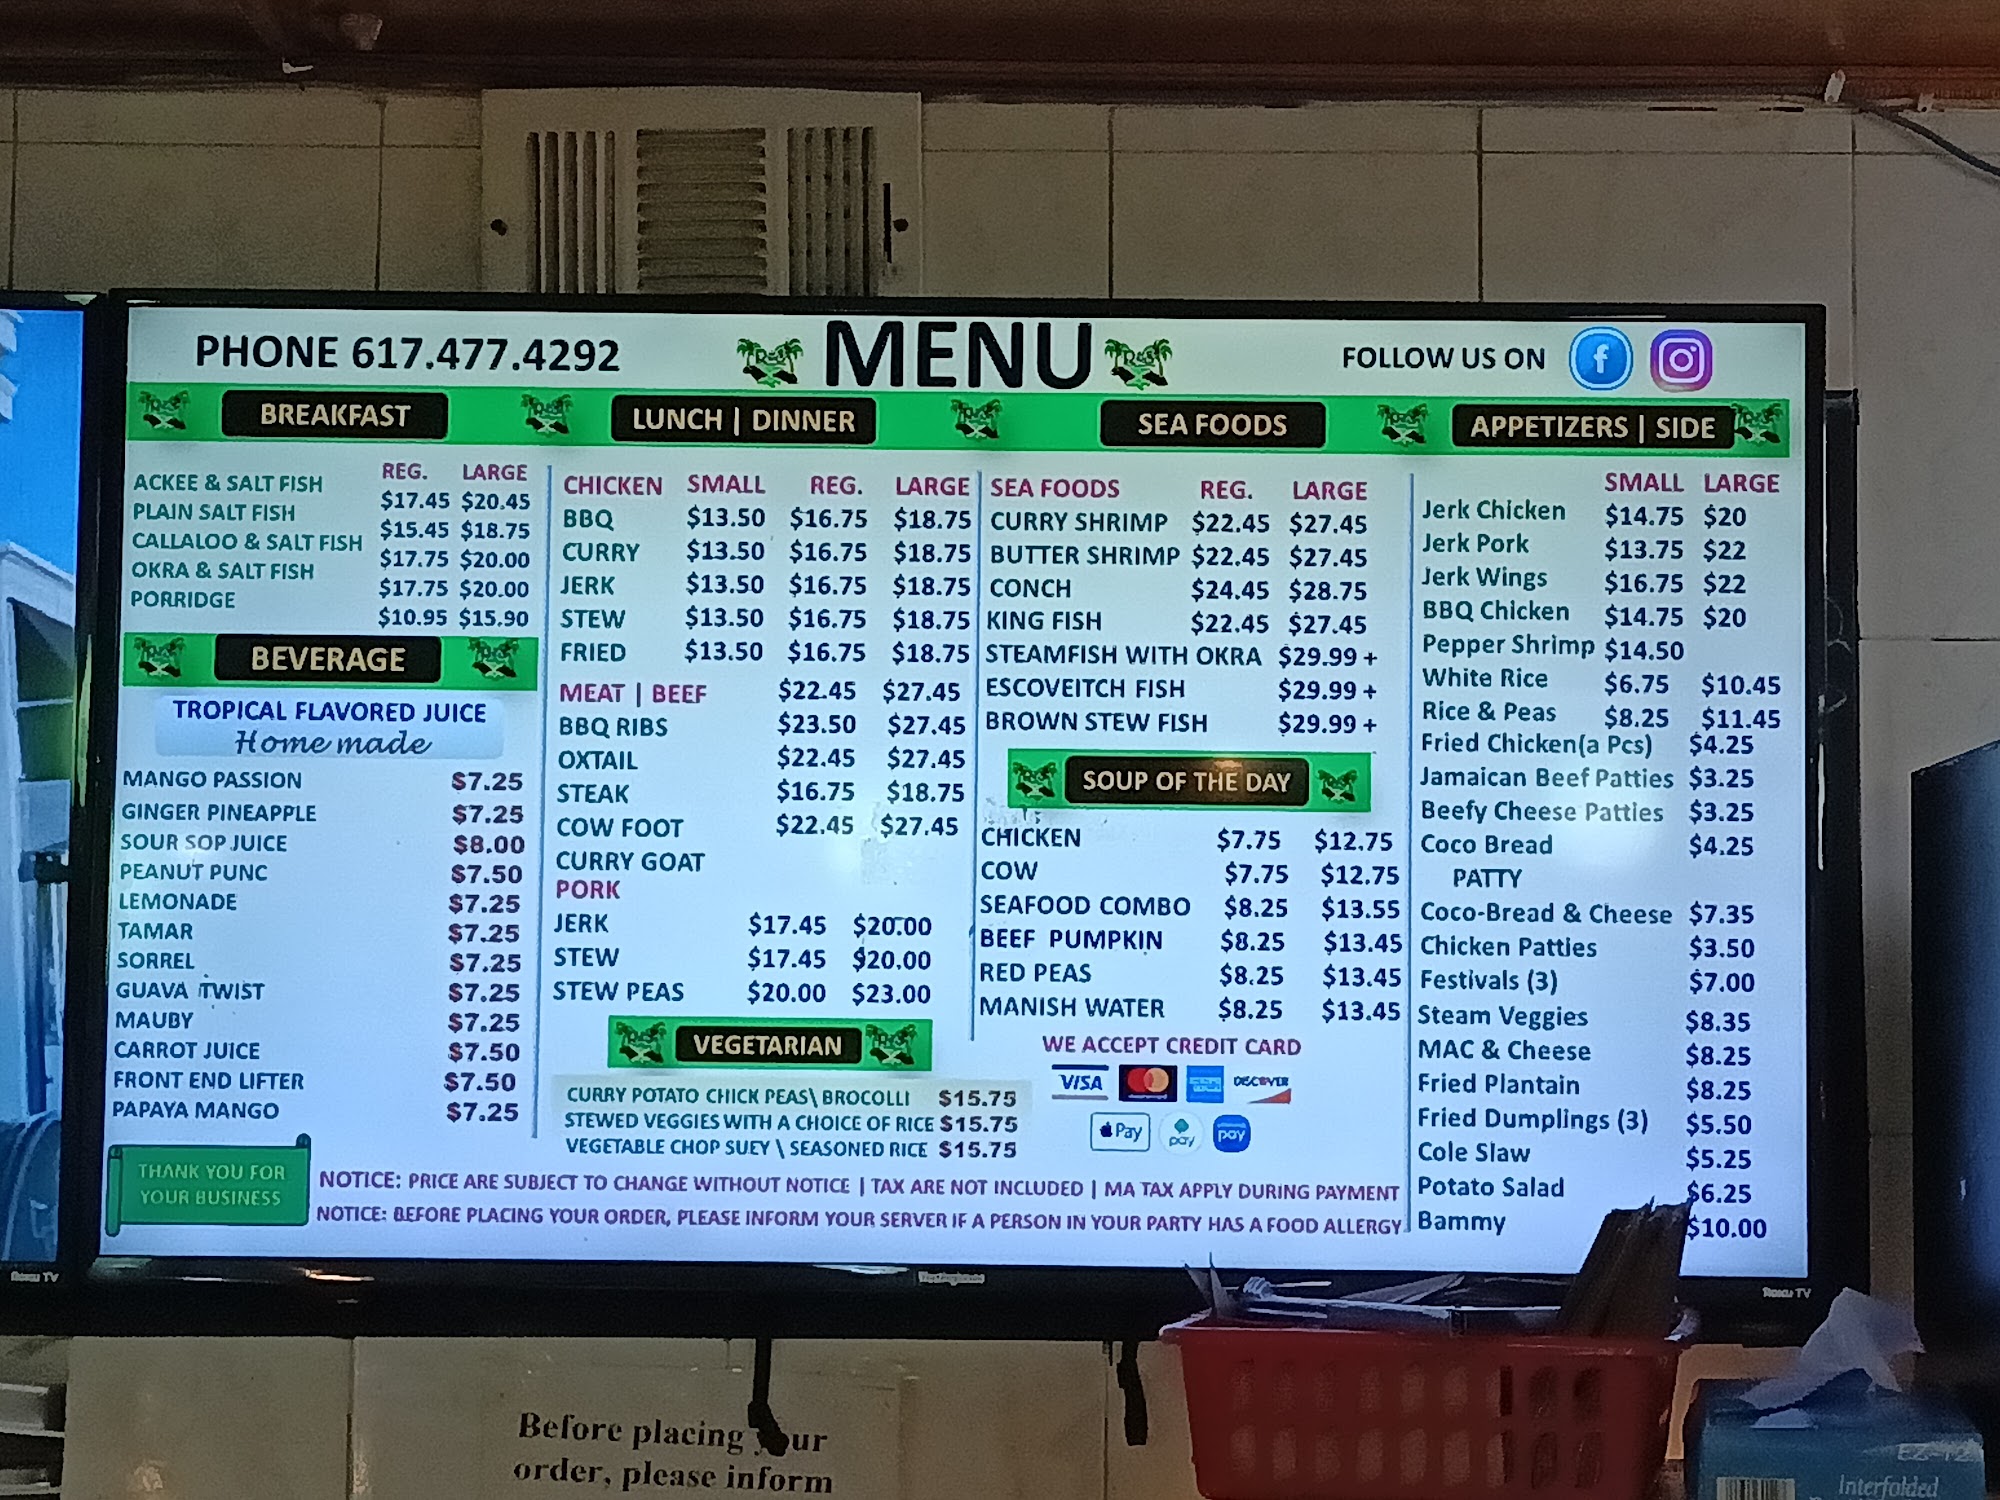 PHONE 617.477.4292
MENU
FOLLOW US ON
BREAKFAST
REG. LARGE
ACKEE & SALT FISH $17.45 $20.45
PLAIN SALT FISH $15.45 $18.75
CALLALOO & SALT FISH $17.75 $20.00
OKRA & SALT FISH $17.75 $20.00
PORRIDGE $10.95 $15.90
BEVERAGE
TROPICAL FLAVORED JUICE
Home made
MANGO PASSION $7.25
GINGER PINEAPPLE $7.25
SOUR SOP JUICE $8.00
PEANUT PUNC $7.50
LEMONADE $7.25
TAMAR $7.25
SORREL $7.25
GUAVA TWIST $7.25
MAUBY $7.25
CARROT JUICE $7.50
FRONT END LIFTER $7.50
PAPAYA MANGO $7.25
THANK YOU FOR
YOUR BUSINESS
LUNCH | DINNER
CHICKEN SMALL REG. LARGE
BBQ $13.50 $16.75 $18.75
CURRY $13.50 $16.75 $18.75
JERK $13.50 $16.75 $18.75
STEW $13.50 $16.75 $18.75
FRIED $13.50 $16.75 $18.75
MEAT | BEEF $22.45 $27.45
BBQ RIBS $23.50 $27.45
OXTAIL $22.45 $27.45
STEAK $16.75 $18.75
COW FOOT $22.45 $27.45
CURRY GOAT
PORK
JERK $17.45 $20.00
STEW $17.45 $20.00
STEW PEAS $20.00 $23.00
VEGETARIAN
CURRY POTATO CHICK PEAS\ BROCOLLI $15.75
STEWED VEGGIES WITH A CHOICE OF RICE $15.75
VEGETABLE CHOP SUEY \ SEASONED RICE $15.75
SEA FOODS
SEA FOODS REG. LARGE
CURRY SHRIMP $22.45 $27.45
BUTTER SHRIMP $22.45 $27.45
CONCH $24.45 $28.75
KING FISH $22.45 $27.45
STEAMFISH WITH OKRA $29.99 +
ESCOVEITCH FISH $29.99 +
BROWN STEW FISH $29.99 +
SOUP OF THE DAY
CHICKEN $7.75 $12.75
COW $7.75 $12.75
SEAFOOD COMBO $8.25 $13.55
BEEF PUMPKIN $8.25 $13.45
RED PEAS $8.25 $13.45
MANISH WATER $8.25 $13.45
WE ACCEPT CREDIT CARD
VISA DISCOVER
Pay pay pay
APPETIZERS | SIDE
SMALL LARGE
Jerk Chicken $14.75 $20
Jerk Pork $13.75 $22
Jerk Wings $16.75 $22
BBQ Chicken $14.75 $20
Pepper Shrimp $14.50
White Rice $6.75 $10.45
Rice & Peas $8.25 $11.45
Fried Chicken(a Pcs) $4.25
Jamaican Beef Patties $3.25
Beefy Cheese Patties $3.25
Coco Bread $4.25
PATTY
Coco-Bread & Cheese $7.35
Chicken Patties $3.50
Festivals (3) $7.00
Steam Veggies $8.35
MAC & Cheese $8.25
Fried Plantain $8.25
Fried Dumplings (3) $5.50
Cole Slaw $5.25
Potato Salad $6.25
Bammy $10.00
NOTICE: PRICE ARE SUBJECT TO CHANGE WITHOUT NOTICE | TAX ARE NOT INCLUDED | MA TAX APPLY DURING PAYMENT
NOTICE: BEFORE PLACING YOUR ORDER, PLEASE INFORM YOUR SERVER IF A PERSON IN YOUR PARTY HAS A FOOD ALLERGY
Roku TV
Roku TV
Before placing your
order, please inform
Interfolded